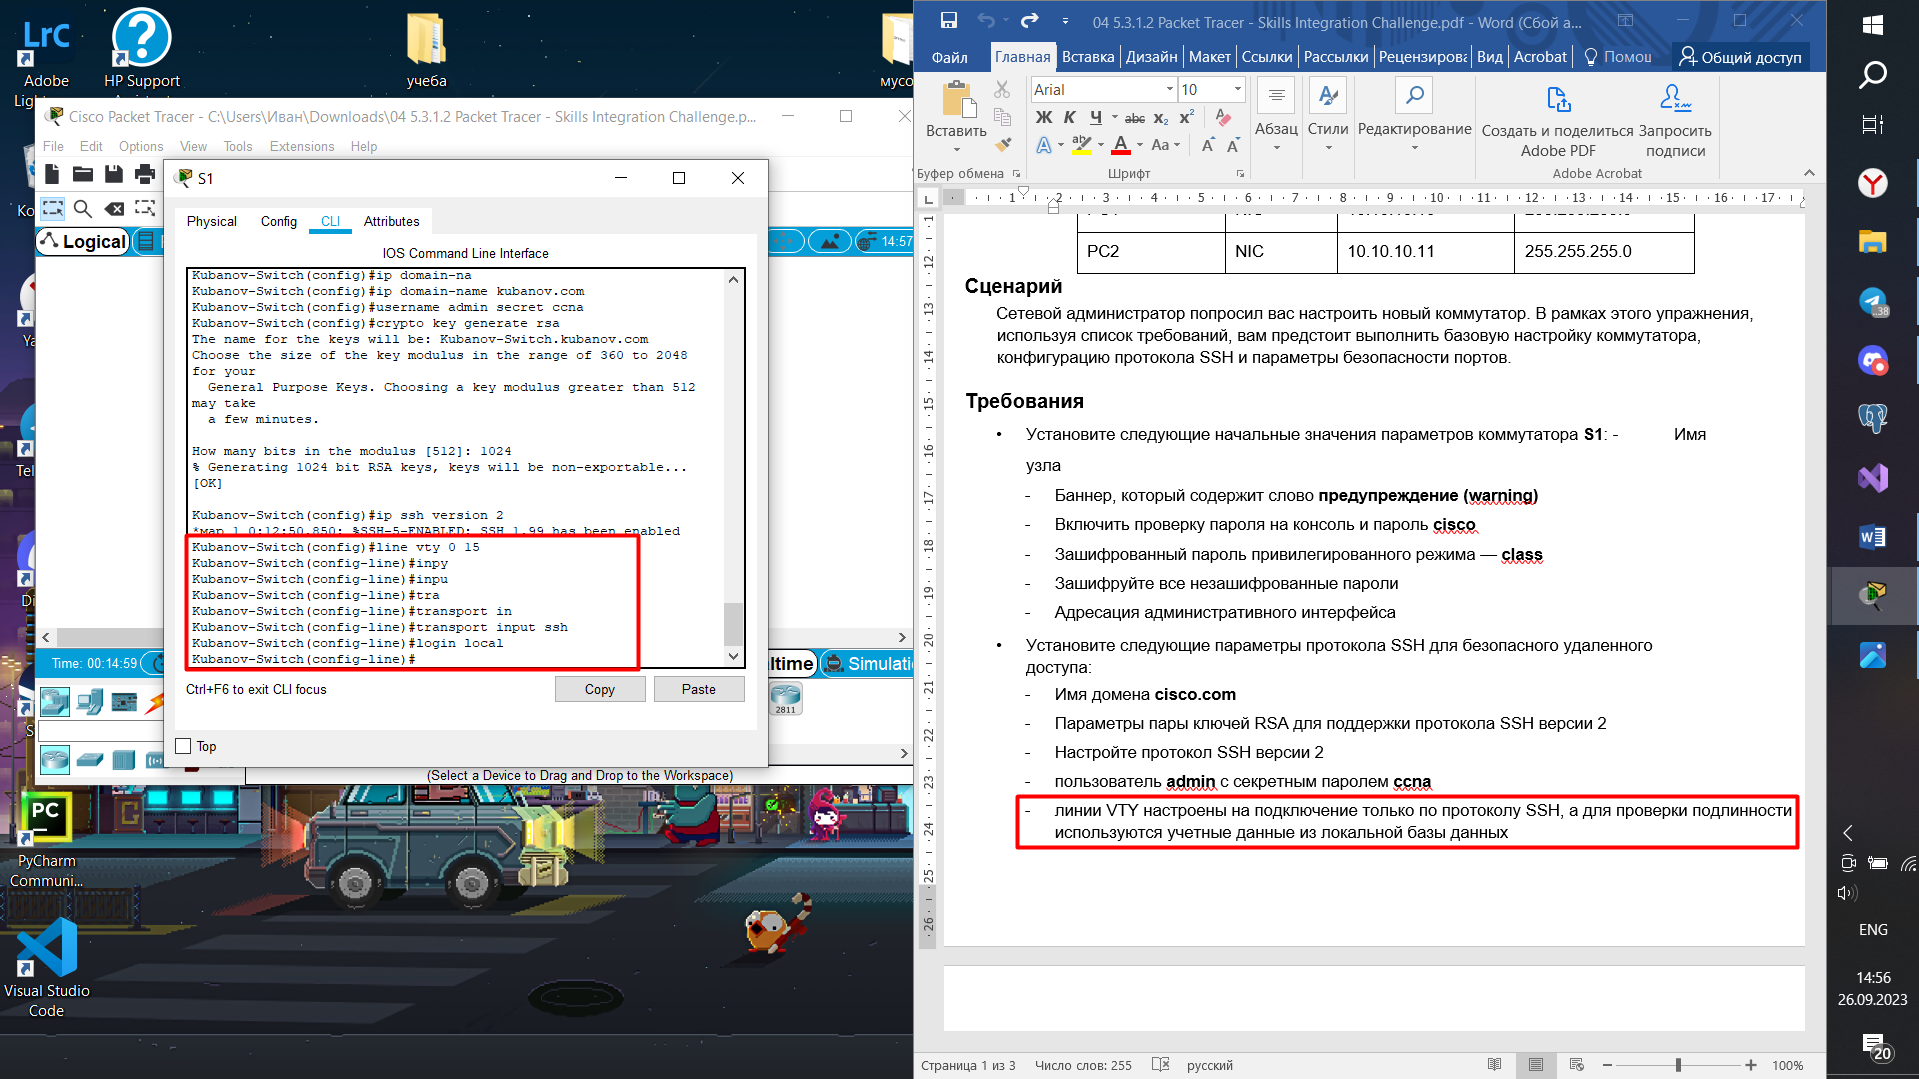 LrC
Adobe
HP Support
учеба
Cisco Packet Tracer - C:\Users\Иван\Downloads\04 5.3.1.2 Packet Tracer - Skills Integration Challenge.p...
File Edit Options View Tools Extensions Help
S1
Physical Config CLI Attributes
Logical
14:57
IOS Command Line Interface
Kubanov-Switch(config)#ip domain-na
Kubanov-Switch(config)#ip domain-name kubanov.com
Kubanov-Switch(config)#username admin secret ccna
Kubanov-Switch(config)#crypto key generate rsa
The name for the keys will be: Kubanov-Switch.kubanov.com
Choose the size of the key modulus in the range of 360 to 2048
for your
General Purpose Keys. Choosing a key modulus greater than 512
may take
a few minutes.
How many bits in the modulus [512]: 1024
% Generating 1024 bit RSA keys, keys will be non-exportable...
[OK]
Kubanov-Switch(config)#ip ssh version 2
*мар 1 0:12:50.850: %SSH-5-ENABLED: SSH 1.99 has been enabled
Kubanov-Switch(config)#line vty 0 15
Kubanov-Switch(config-line)#inpy
Kubanov-Switch(config-line)#inpu
Kubanov-Switch(config-line)#tra
Kubanov-Switch(config-line)#transport in
Kubanov-Switch(config-line)#transport input ssh
Kubanov-Switch(config-line)#login local
Kubanov-Switch(config-line)#
Time: 00:14:59
Ctrl+F6 to exit CLI focus
Copy Paste
2811
Top
(Select a Device to Drag and Drop to the Workspace)
PC
PyCharm
Communi...
Visual Studio
Code
04 5.3.1.2 Packet Tracer - Skills Integration Challenge.pdf - Word (Сбой а...
Файл Главная Вставка Дизайн Макет Ссылки Рассылки Вид Acrobat Общий доступ
Arial 10
Вставить
Ж К Ч abc x₂ x²
Aa
Абзац Стили Редактирование
Создать и поделиться
Adobe PDF
Запросить
подписи
Буфер обмена Шрифт Adobe Acrobat
PC2 NIC 10.10.10.11 255.255.255.0
Сценарий
Сетевой администратор попросил вас настроить новый коммутатор. В рамках этого упражнения,
используя список требований, вам предстоит выполнить базовую настройку коммутатора,
конфигурацию протокола SSH и параметры безопасности портов.
Требования
• Установите следующие начальные значения параметров коммутатора S1: - Имя
узла
- Баннер, который содержит слово предупреждение (warning)
- Включить проверку пароля на консоль и пароль cisco
- Зашифрованный пароль привилегированного режима — class
- Зашифруйте все незашифрованные пароли
- Адресация административного интерфейса
• Установите следующие параметры протокола SSH для безопасного удаленного
доступа:
- Имя домена cisco.com
- Параметры пары ключей RSA для поддержки протокола SSH версии 2
- Настройте протокол SSH версии 2
- пользователь admin с секретным паролем ccna
- линии VTY настроены на подключение только по протоколу SSH, а для проверки подлинности
используются учетные данные из локальной базы данных
Страница 1 из 3 Число слов: 255 русский 100%
ENG
14:56
26.09.2023
20